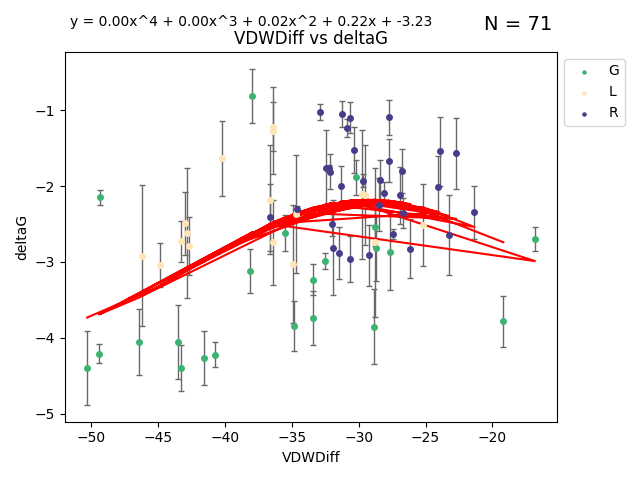 y = 0.00x^4 + 0.00x^3 + 0.02x^2 + 0.22x + -3.23
N = 71
VDWDiff vs deltaG
G
L
R
deltaG
−1
−2
−3
−4
−5
−50
−45
−40
−35
−30
−25
−20
VDWDiff